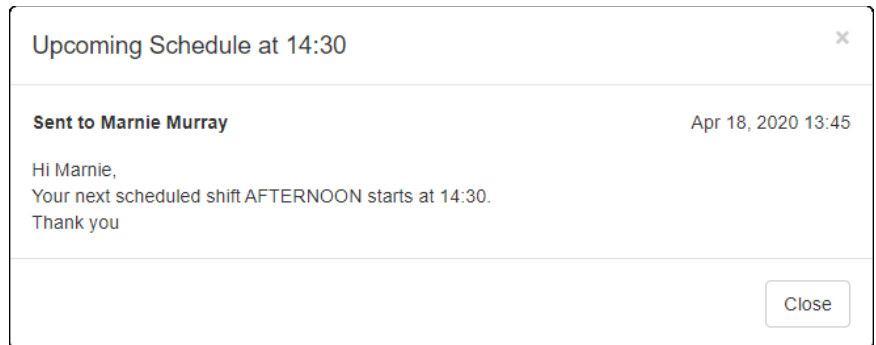 Upcoming Schedule at 14:30
×
Sent to Marnie Murray Apr 18, 2020 13:45
Hi Marnie,
Your next scheduled shift AFTERNOON starts at 14:30.
Thank you
Close